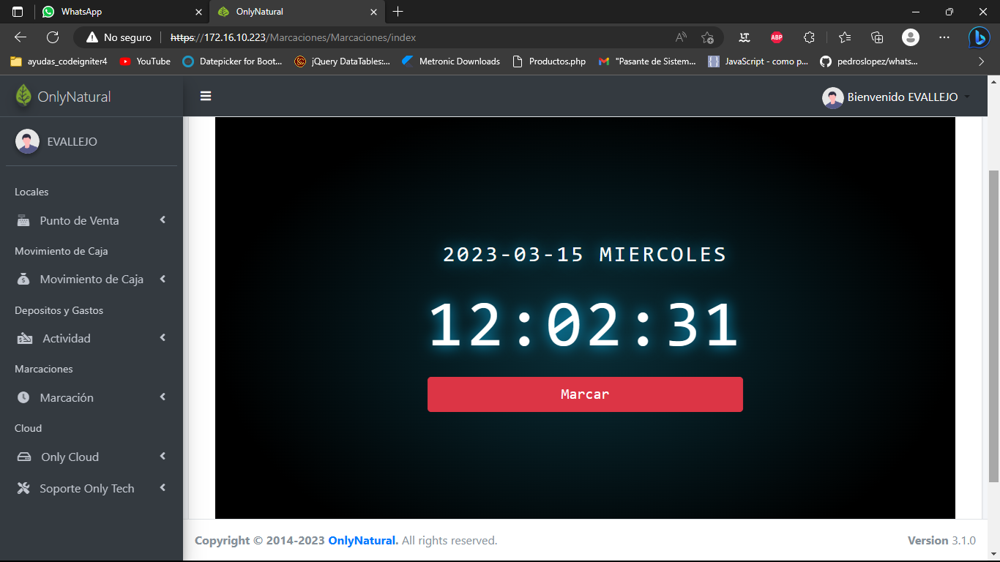 WhatsApp
OnlyNatural
No seguro
https://172.16.10.223/Marcaciones/Marcaciones/index
LT
ABP
ayudas_codeigniter4
YouTube
Datepicker for Boot...
jQuery DataTables:...
Metronic Downloads
Productos.php
"Pasante de Sistem...
JavaScript - como p...
pedroslopez/whats...
OnlyNatural
Bienvenido EVALLEJO
EVALLEJO
Locales
Punto de Venta
Movimiento de Caja
Movimiento de Caja
Depositos y Gastos
Actividad
Marcaciones
Marcación
Cloud
Only Cloud
Soporte Only Tech
2023-03-15 MIERCOLES
12:02:31
Marcar
Copyright © 2014-2023 OnlyNatural. All rights reserved.
Version 3.1.0